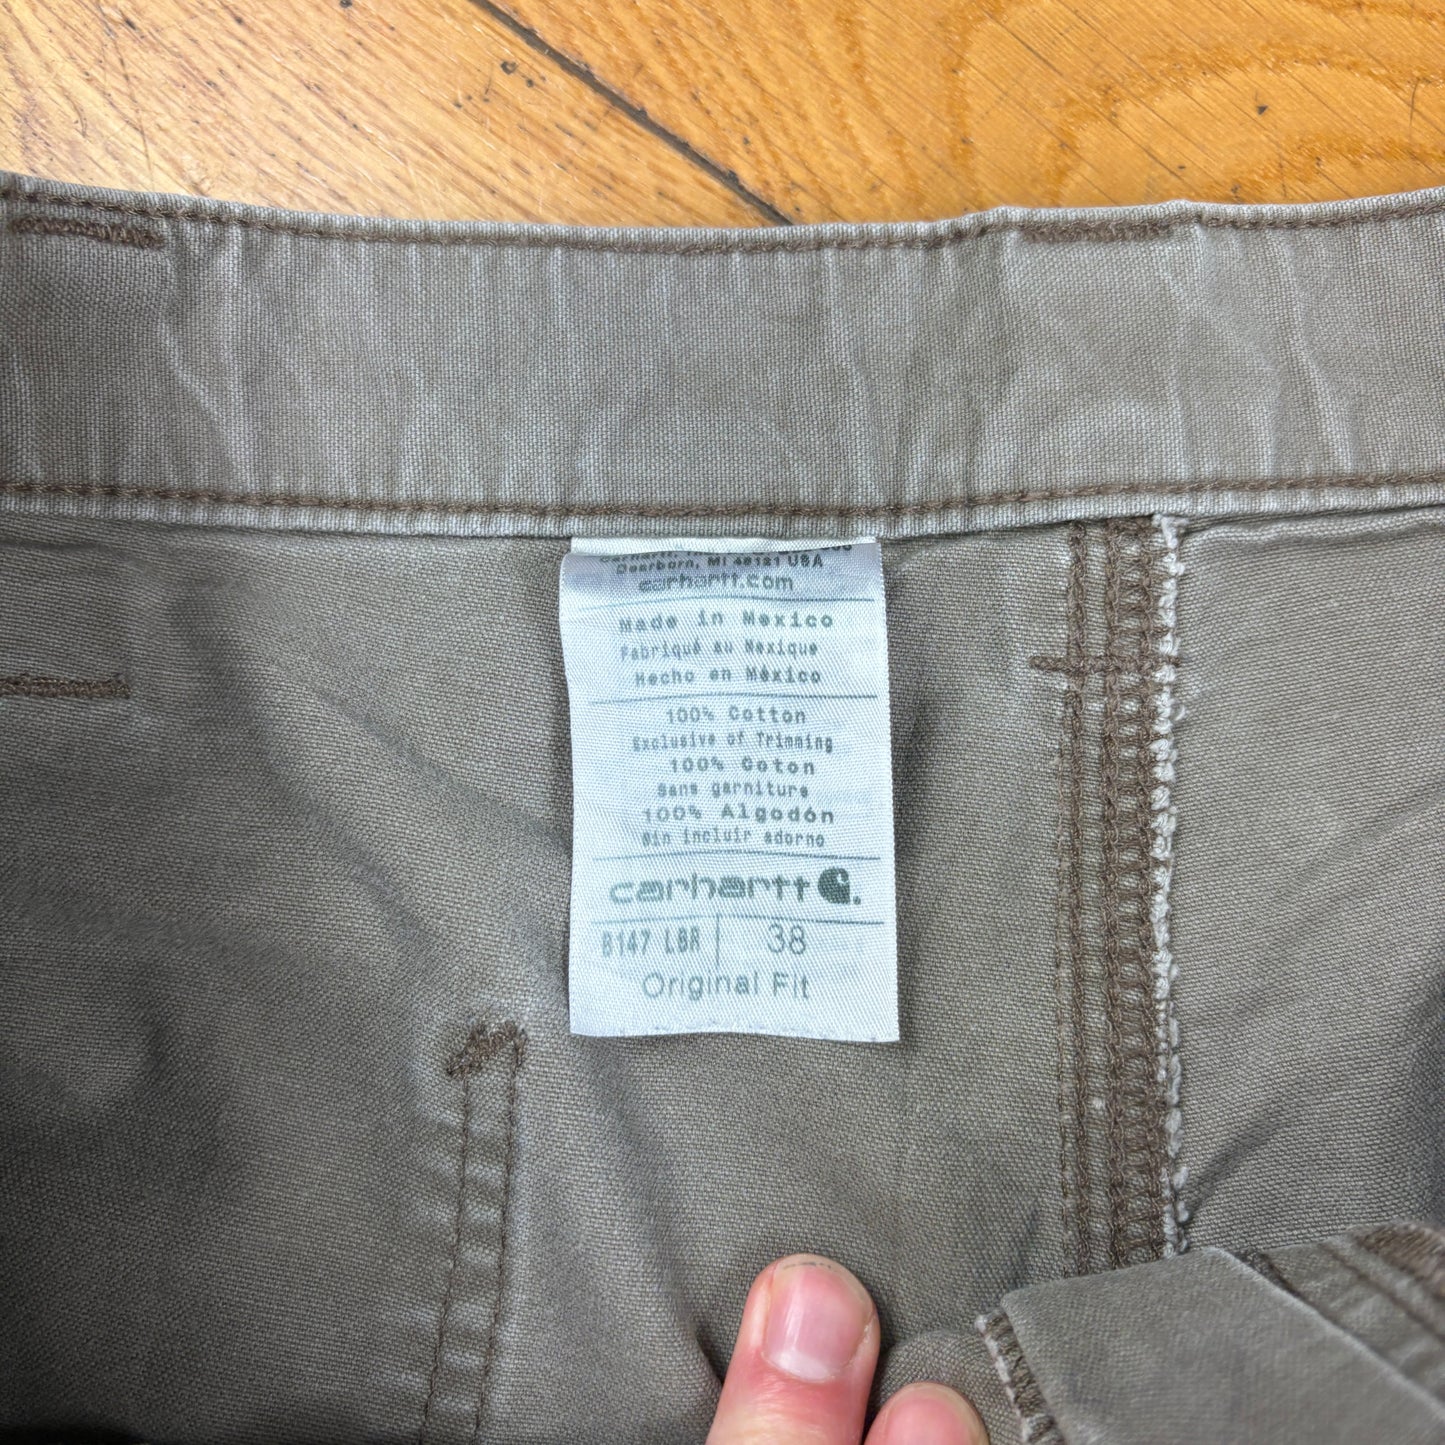 Dearborn, MI 48121 USA
carhartt.com
Made in Mexico
Fabriqué au Mexique
Hecho en México
100% Cotton
Exclusive of Trimming
100% Coton
Sans garniture
100% Algodón
Sin incluir adorno
carhartt
B147 LBR 38
Original Fit